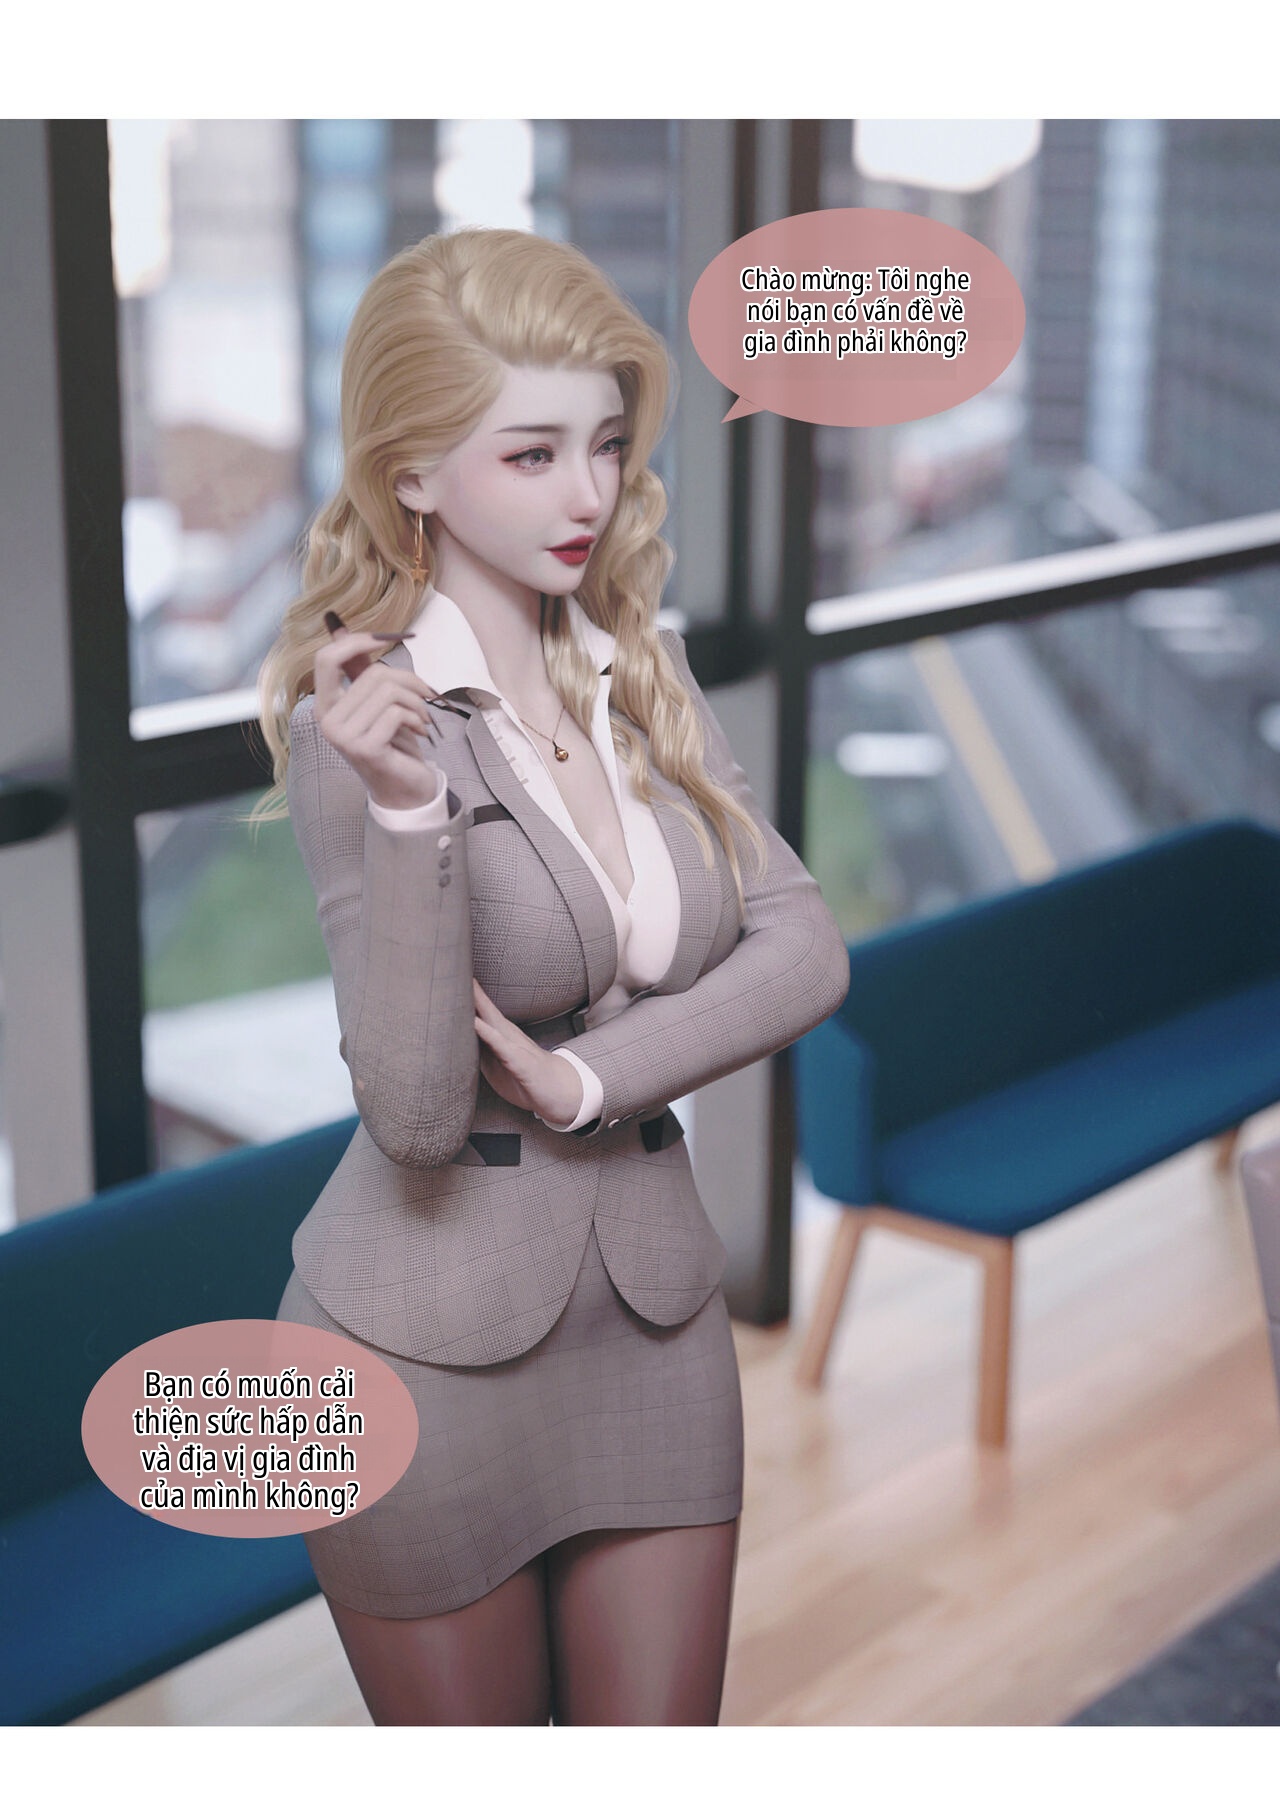 Chào mừng: Tôi nghe
nói bạn có vấn đề về
gia đình phải không?
Bạn có muốn cải
thiện sức hấp dẫn
và địa vị gia đình
của mình không?